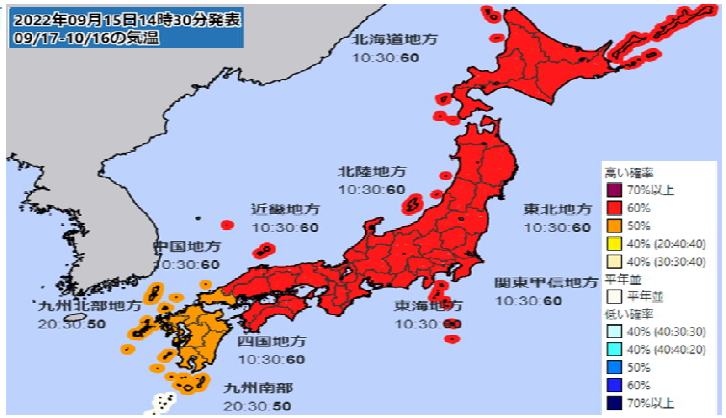 2022年09月15日14時30分発表
09/17-10/16の気温
北海道地方
10:30:60
北陸地方
10:30:60
近畿地方
10:30:60
東北地方
10:30:60
中国地方
10:30:60
関東甲信地方
10:30:60
九州北部地方
20:30:50
東海地方
10:30:60
四国地方
10:30:60
九州南部
20:30:50
高い確率
70%以上
60%
50%
40% (20:40:40)
40% (30:30:40)
平年並
平年並
低い確率
40% (40:30:30)
40% (40:40:20)
50%
60%
70%以上